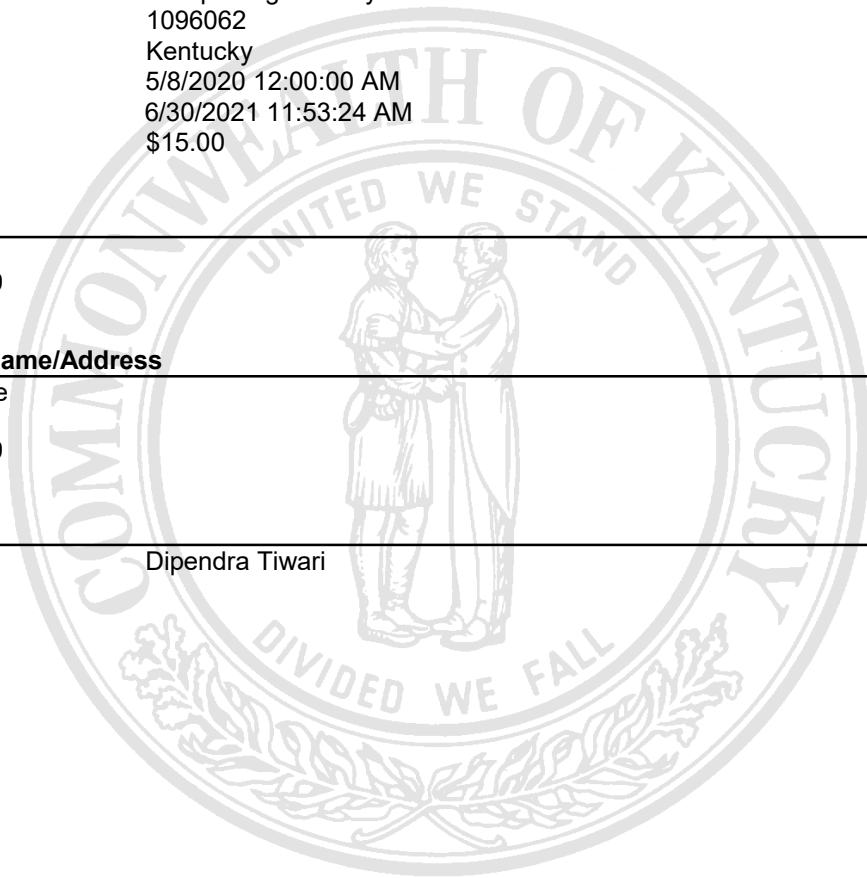 1096062
Kentucky
5/8/2020 12:00:00 AM
6/30/2021 11:53:24 AM
$15.00
ame/Address
e
Dipendra Tiwari
COMMONWEALTH OF KENTUCKY
UNITED WE STAND
DIVIDED WE FALL